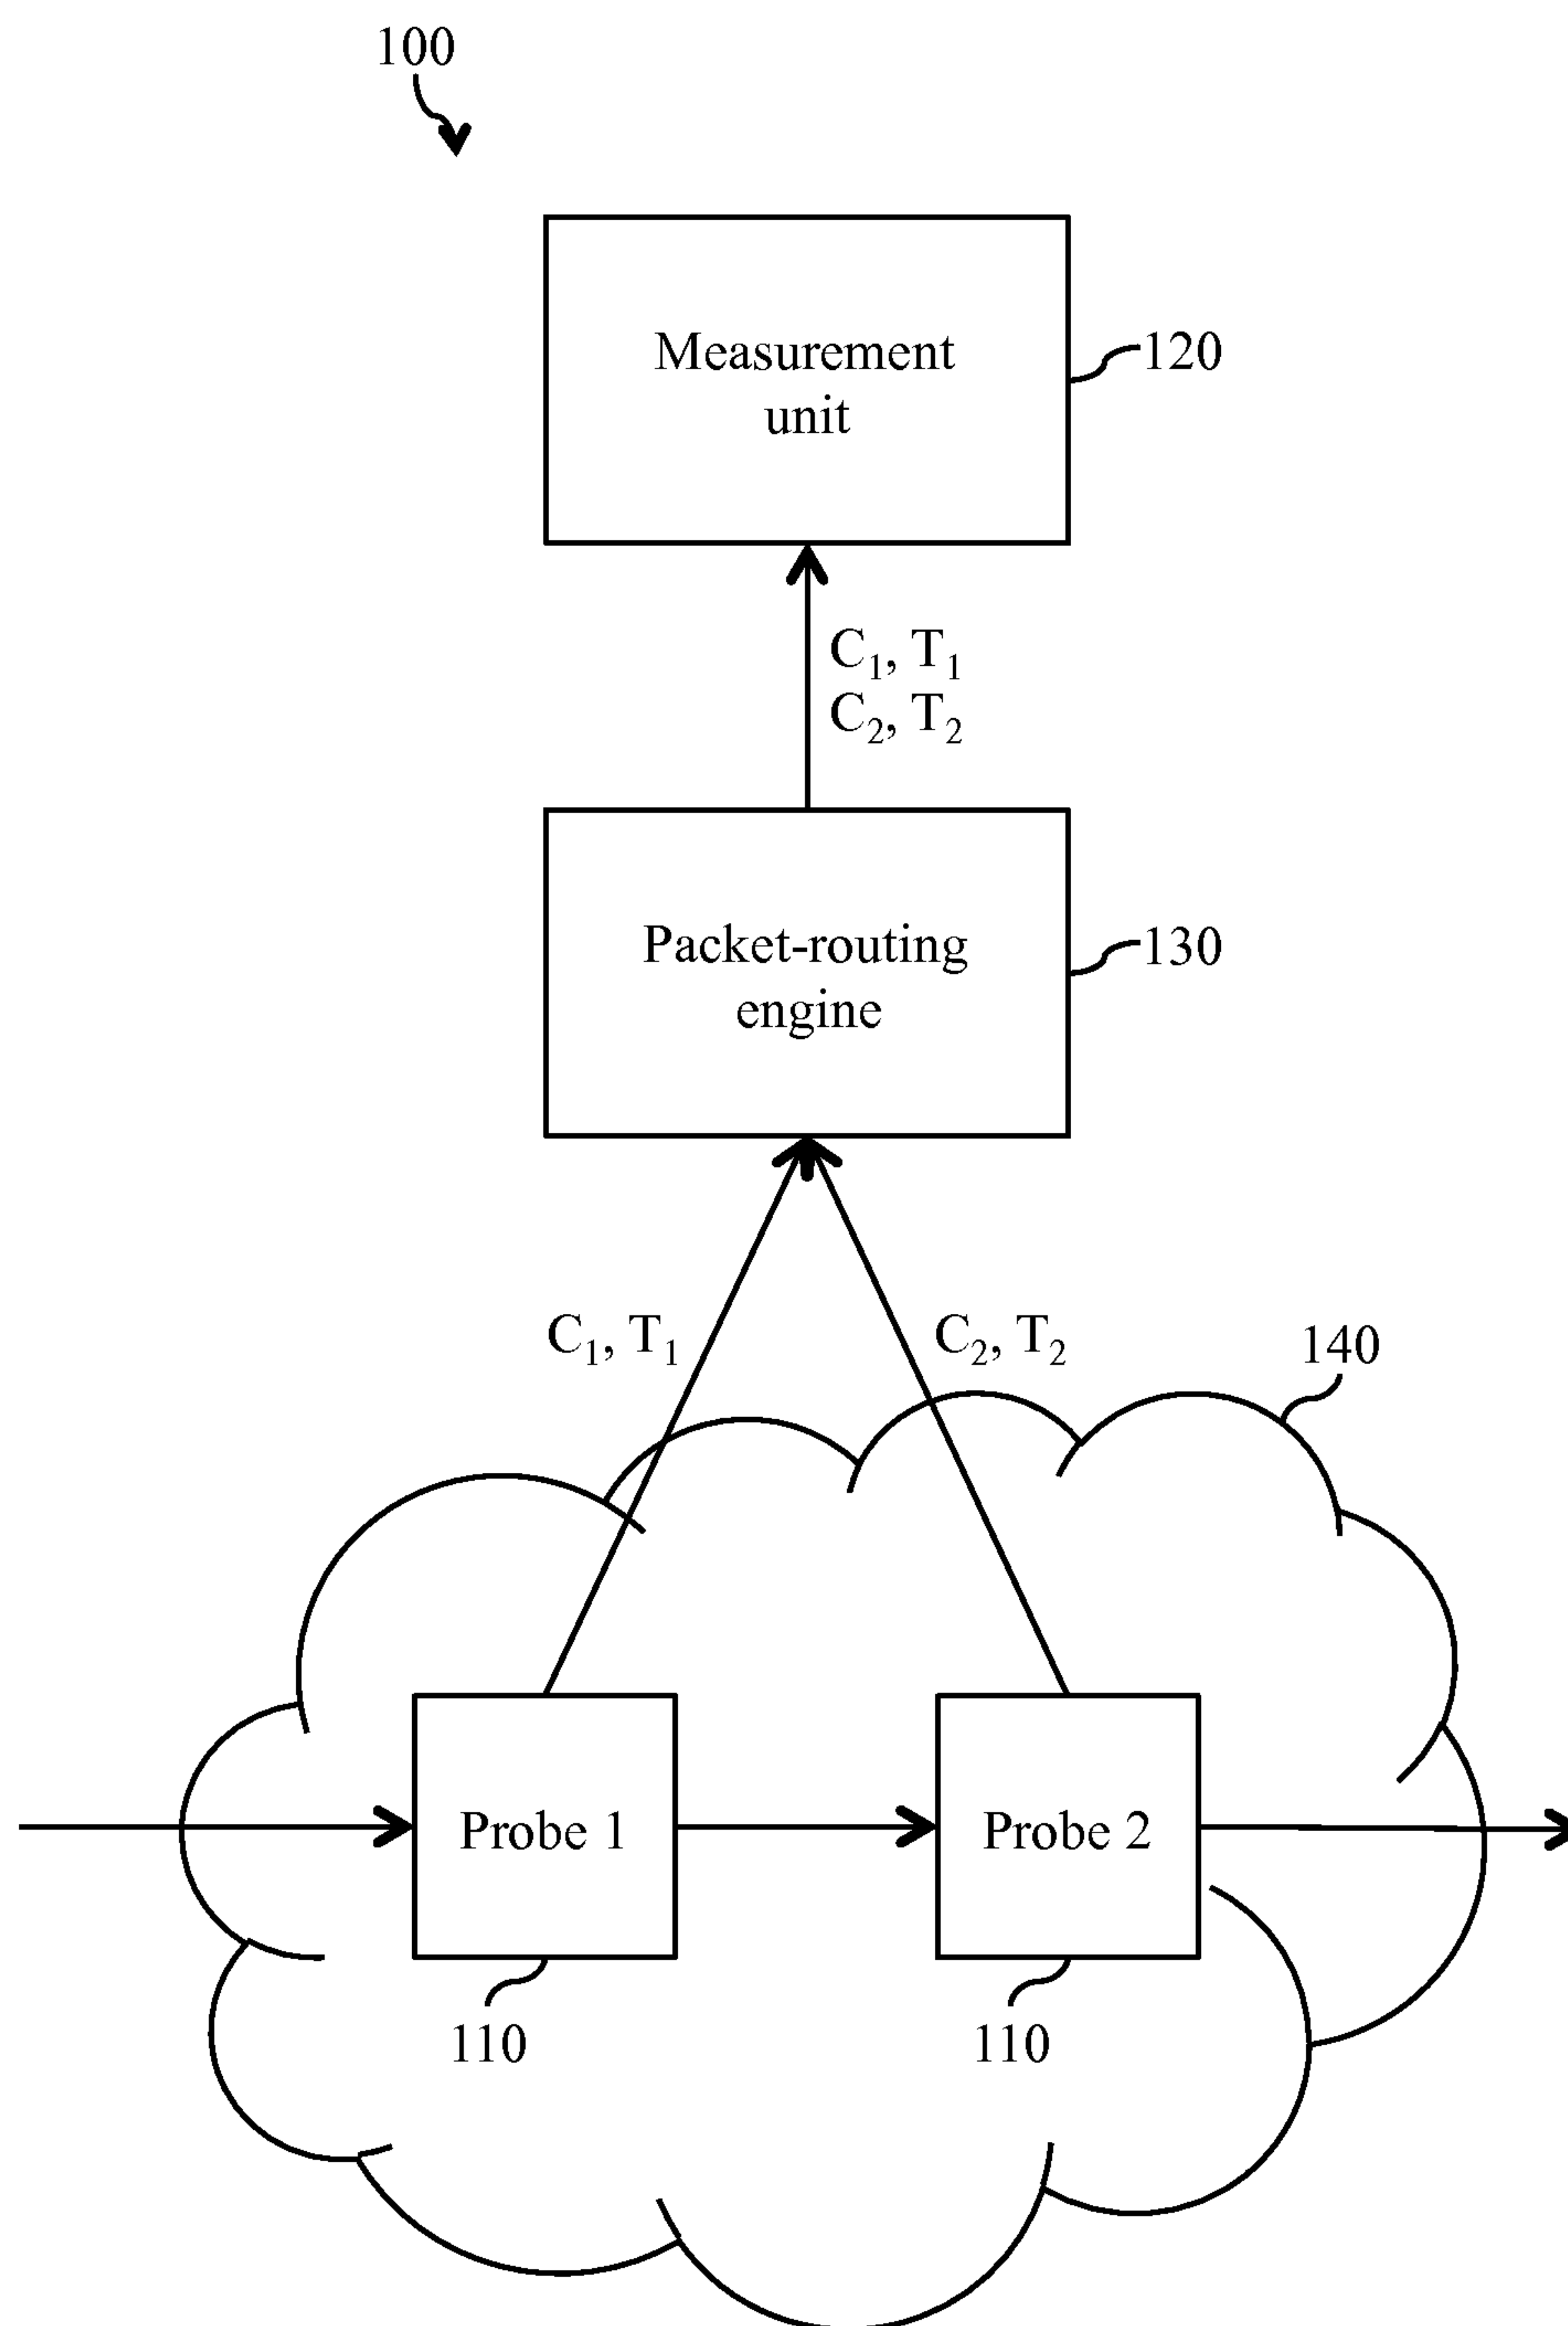 100
Measurement
unit
120
C₁, T₁
C₂, T₂
Packet-routing
engine
130
C₁, T₁
C₂, T₂
140
Probe 1
Probe 2
110
110